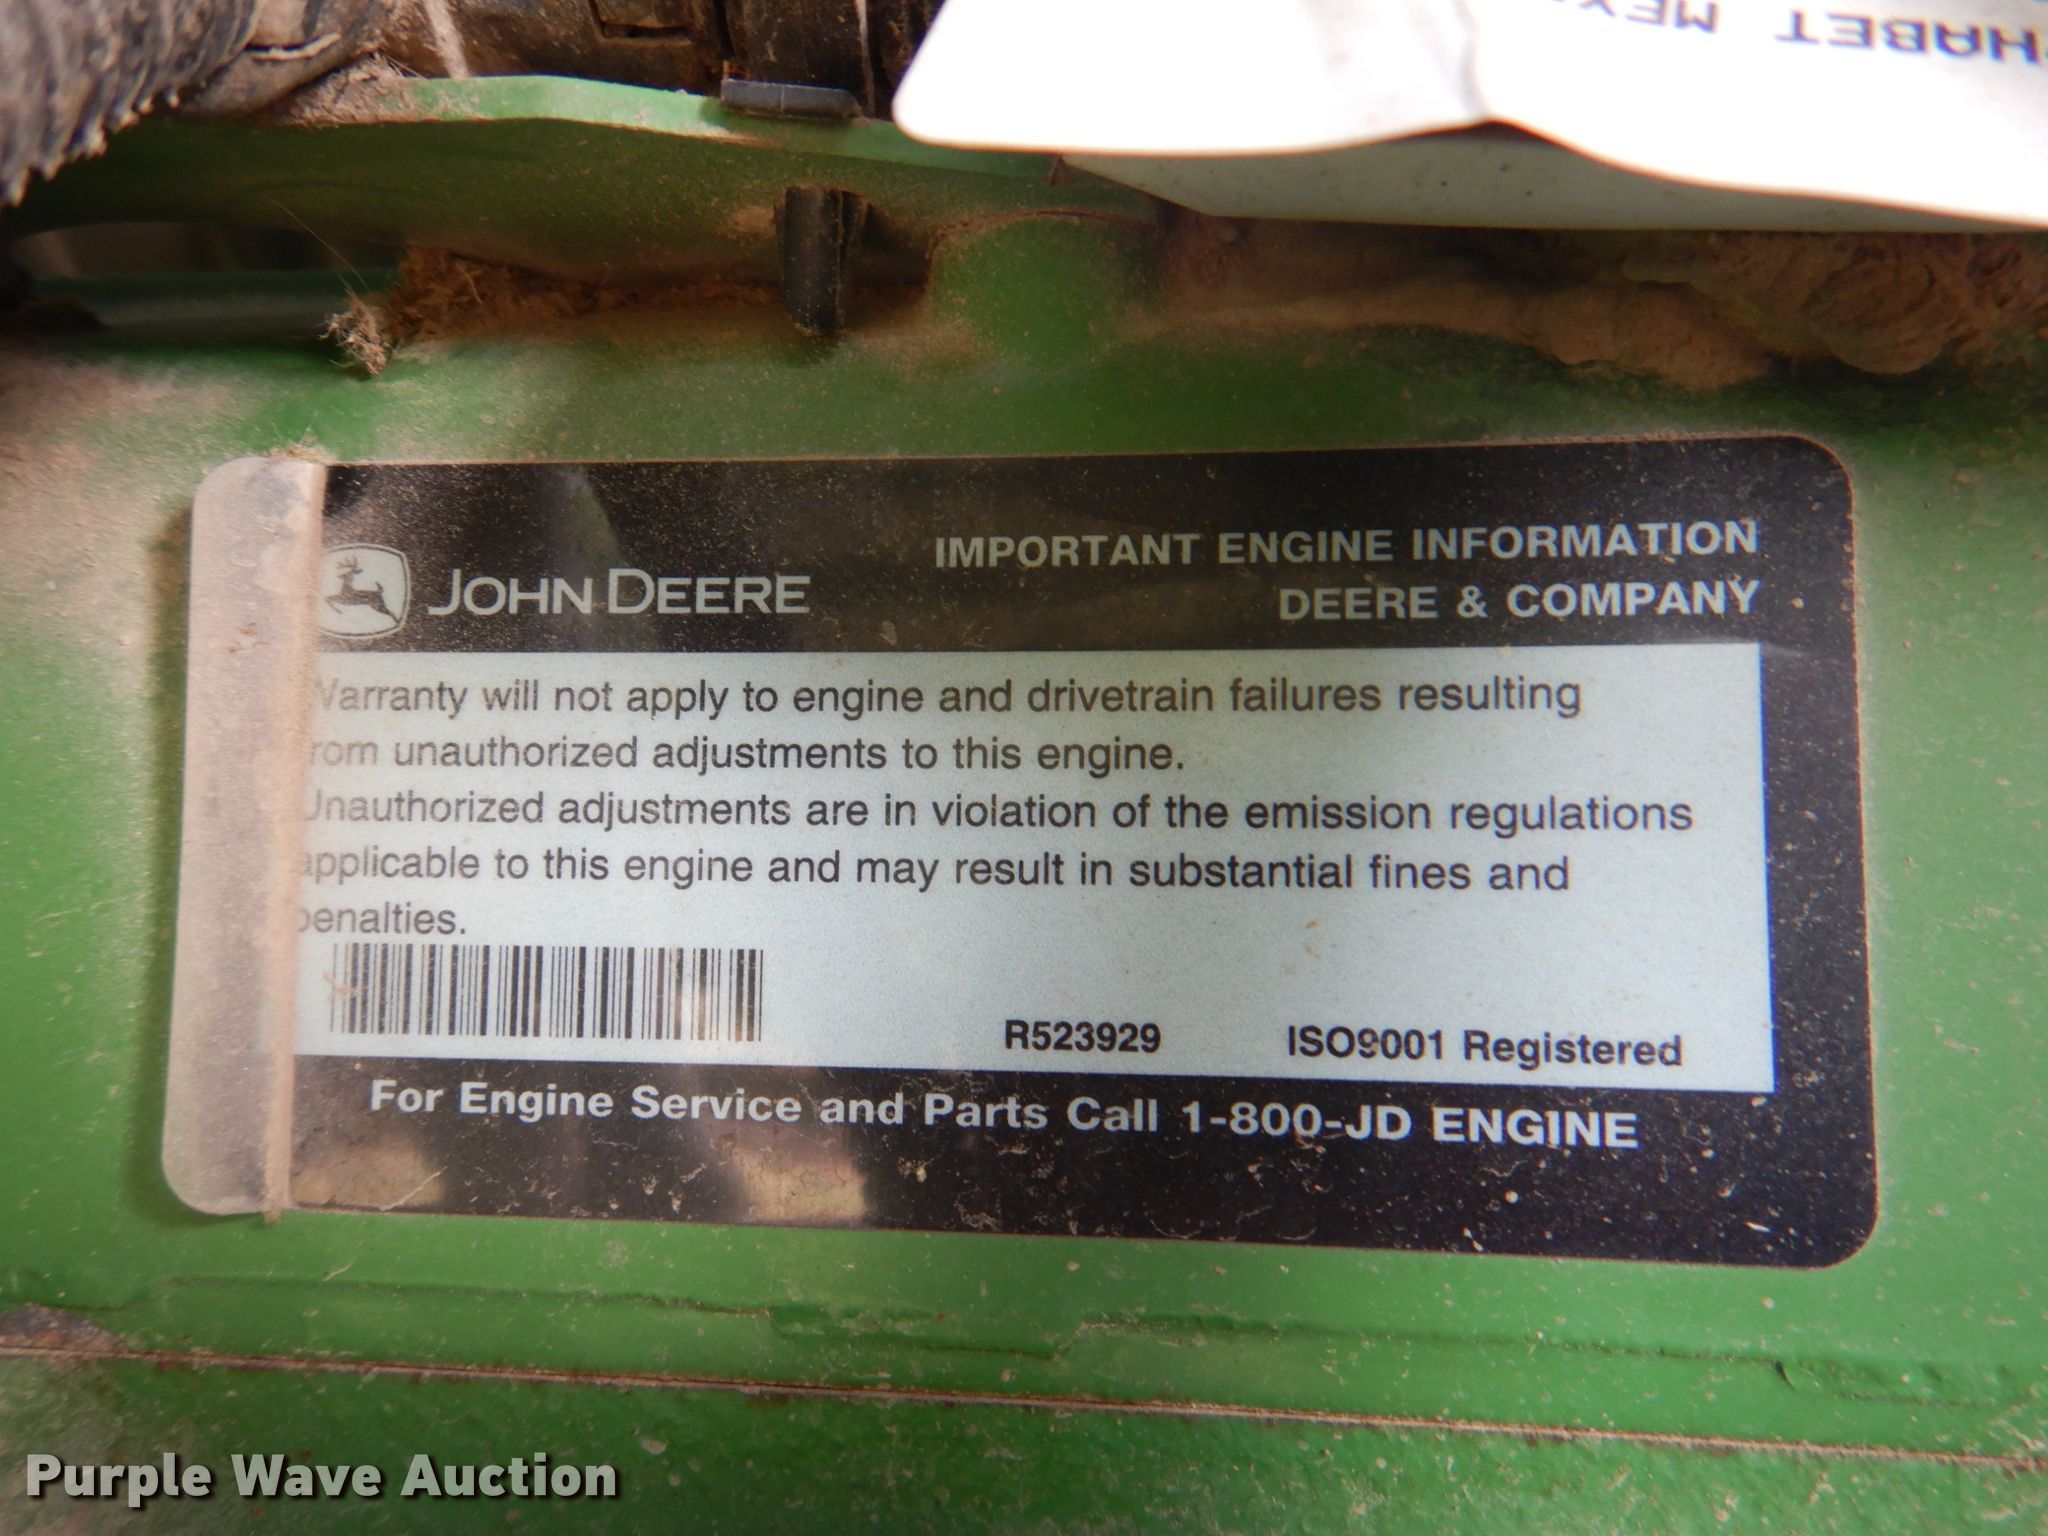 JOHN DEERE
IMPORTANT ENGINE INFORMATION
DEERE & COMPANY
Warranty will not apply to engine and drivetrain failures resulting
from unauthorized adjustments to this engine.
Unauthorized adjustments are in violation of the emission regulations
applicable to this engine and may result in substantial fines and
penalties.
R523929 ISO9001 Registered
For Engine Service and Parts Call 1-800-JD ENGINE
Purple Wave Auction